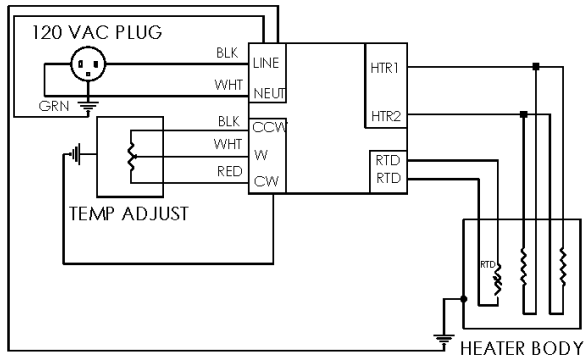 120 VAC PLUG
BLK
LINE
HTR1
WHT
NEUT
GRN
HTR2
BLK
CCW
WHT
W
RTD
RED
CW
RTD
TEMP ADJUST
RTD
HEATER BODY